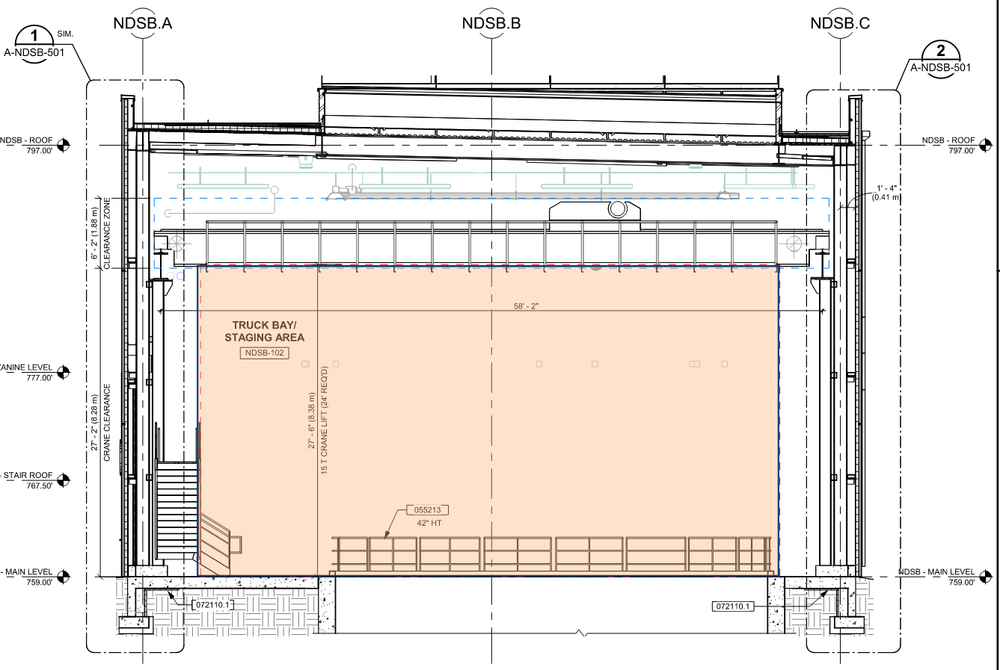 NDSB.A
NDSB.B
NDSB.C
1
SIM.
A-NDSB-501
2
A-NDSB-501
NDSB - ROOF
797.00'
NDSB - ROOF
797.00'
1' - 4"
(0.41 m
6' - 2" (1.88 m)
CLEARANCE ZONE
58' - 2"
TRUCK BAY/
STAGING AREA
NDSB-102
ZANINE LEVEL
777.00'
27' - 2" (8.28 m)
CRANE CLEARANCE
27' - 6" (8.38 m)
15 T CRANE LIFT (24' REQ'D)
- STAIR ROOF
767.50'
055213
42" HT
- MAIN LEVEL
759.00'
NDSB - MAIN LEVEL
759.00'
072110.1
072110.1